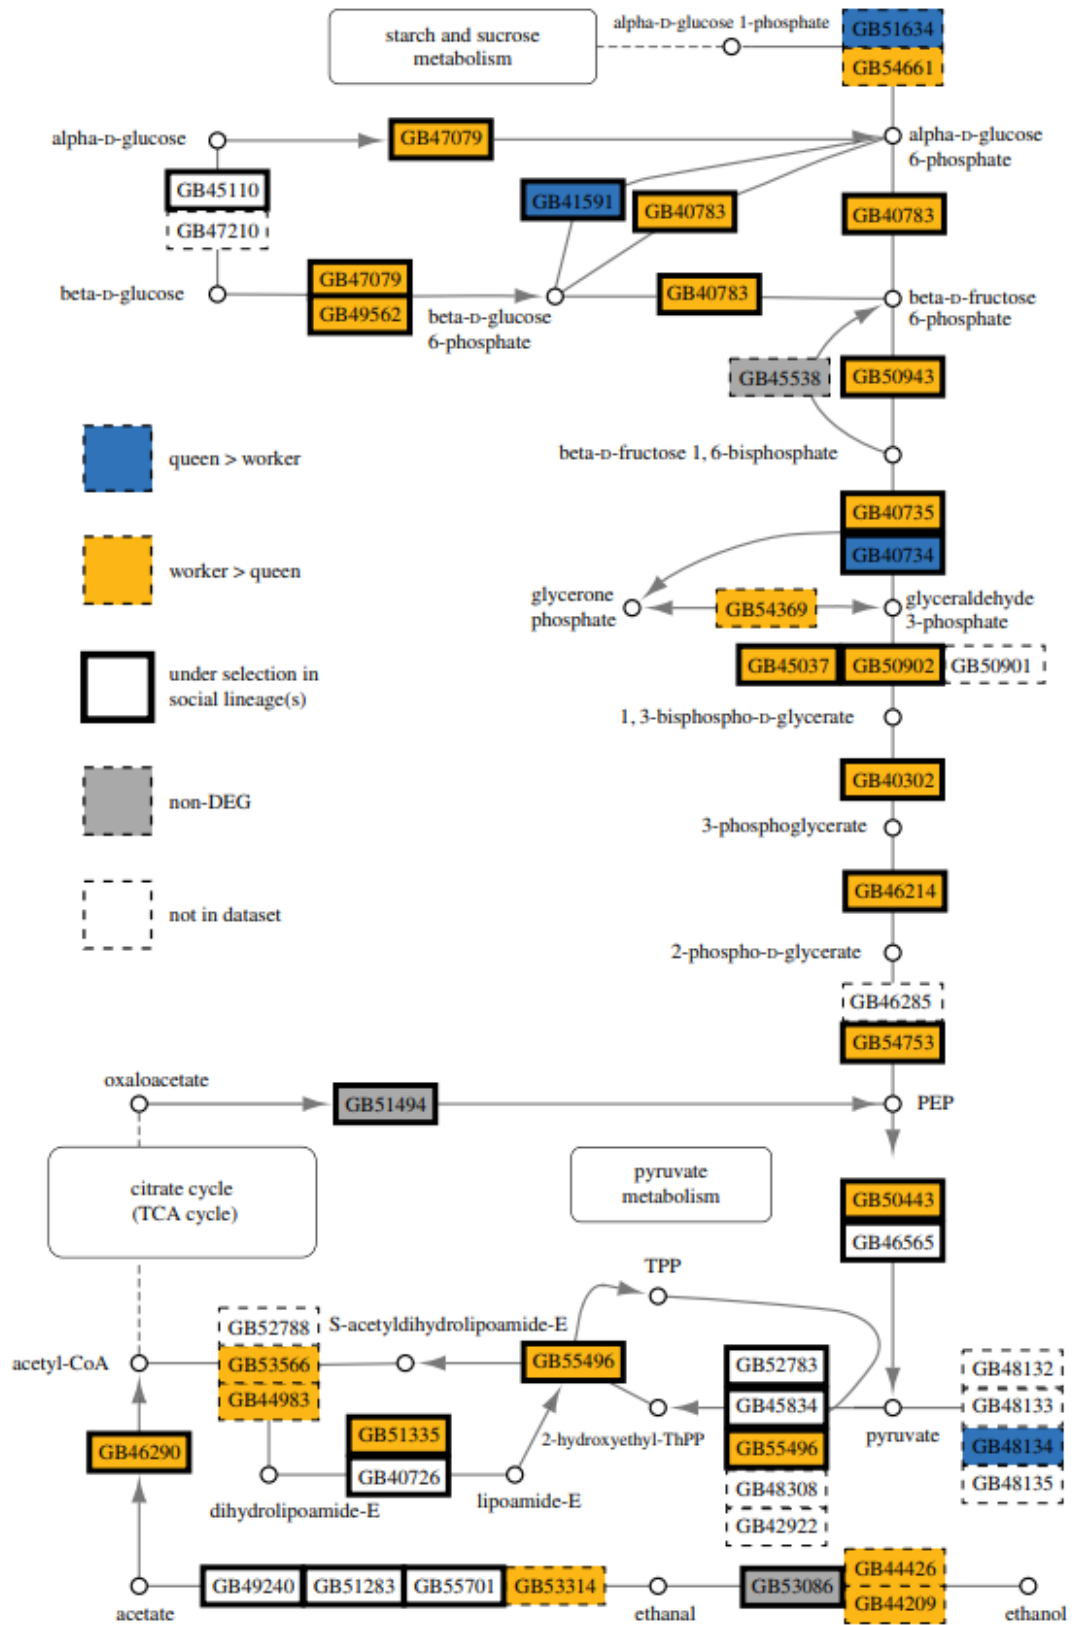 starch and sucrose
metabolism
alpha-D-glucose 1-phosphate
GB51634
GB54661
alpha-D-glucose
GB47079
alpha-D-glucose
6-phosphate
GB45110
GB47210
GB41591
GB40783
GB40783
beta-D-glucose
GB47079
GB49562
beta-D-glucose
6-phosphate
GB40783
beta-D-fructose
6-phosphate
GB45538
GB50943
beta-D-fructose 1, 6-bisphosphate
queen > worker
worker > queen
under selection in
social lineage(s)
non-DEG
not in dataset
GB40735
GB40734
glycerone
phosphate
GB54369
glyceraldehyde
3-phosphate
GB45037
GB50902
GB50901
1, 3-bisphospho-D-glycerate
GB40302
3-phosphoglycerate
GB46214
2-phospho-D-glycerate
GB46285
GB54753
oxaloacetate
GB51494
PEP
citrate cycle
(TCA cycle)
pyruvate
metabolism
GB50443
GB46565
TPP
GB52788
S-acetyldihydrolipoamide-E
acetyl-CoA
GB53566
GB44983
GB55496
GB52783
GB45834
GB55496
GB48308
GB42922
2-hydroxyethyl-ThPP
pyruvate
GB48132
GB48133
GB48134
GB48135
GB46290
GB51335
GB40726
dihydrolipoamide-E
lipoamide-E
GB49240
GB51283
GB55701
GB53314
GB53086
GB44426
GB44209
acetate
ethanal
ethanol